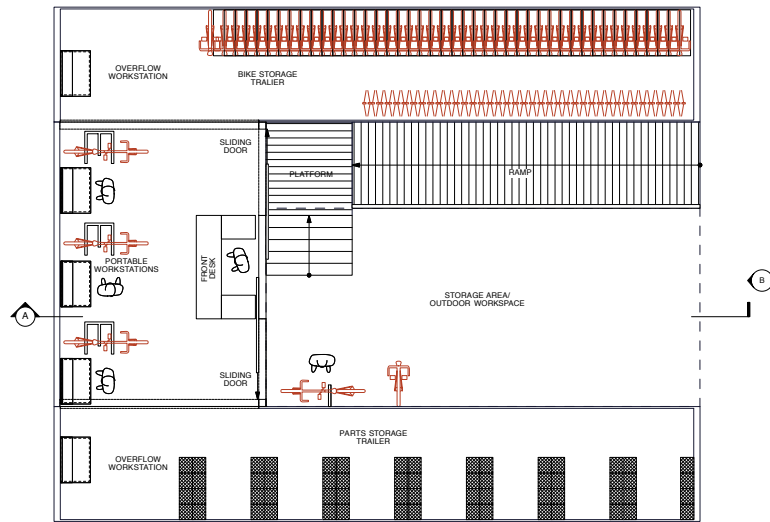 OVERFLOW
WORKSTATION
BIKE STORAGE
TRALIER
SLIDING
DOOR
PLATFORM
RAMP
PORTABLE
WORKSTATIONS
FRONT
DESK
STORAGE AREA/
OUTDOOR WORKSPACE
A
B
SLIDING
DOOR
PARTS STORAGE
TRAILER
OVERFLOW
WORKSTATION